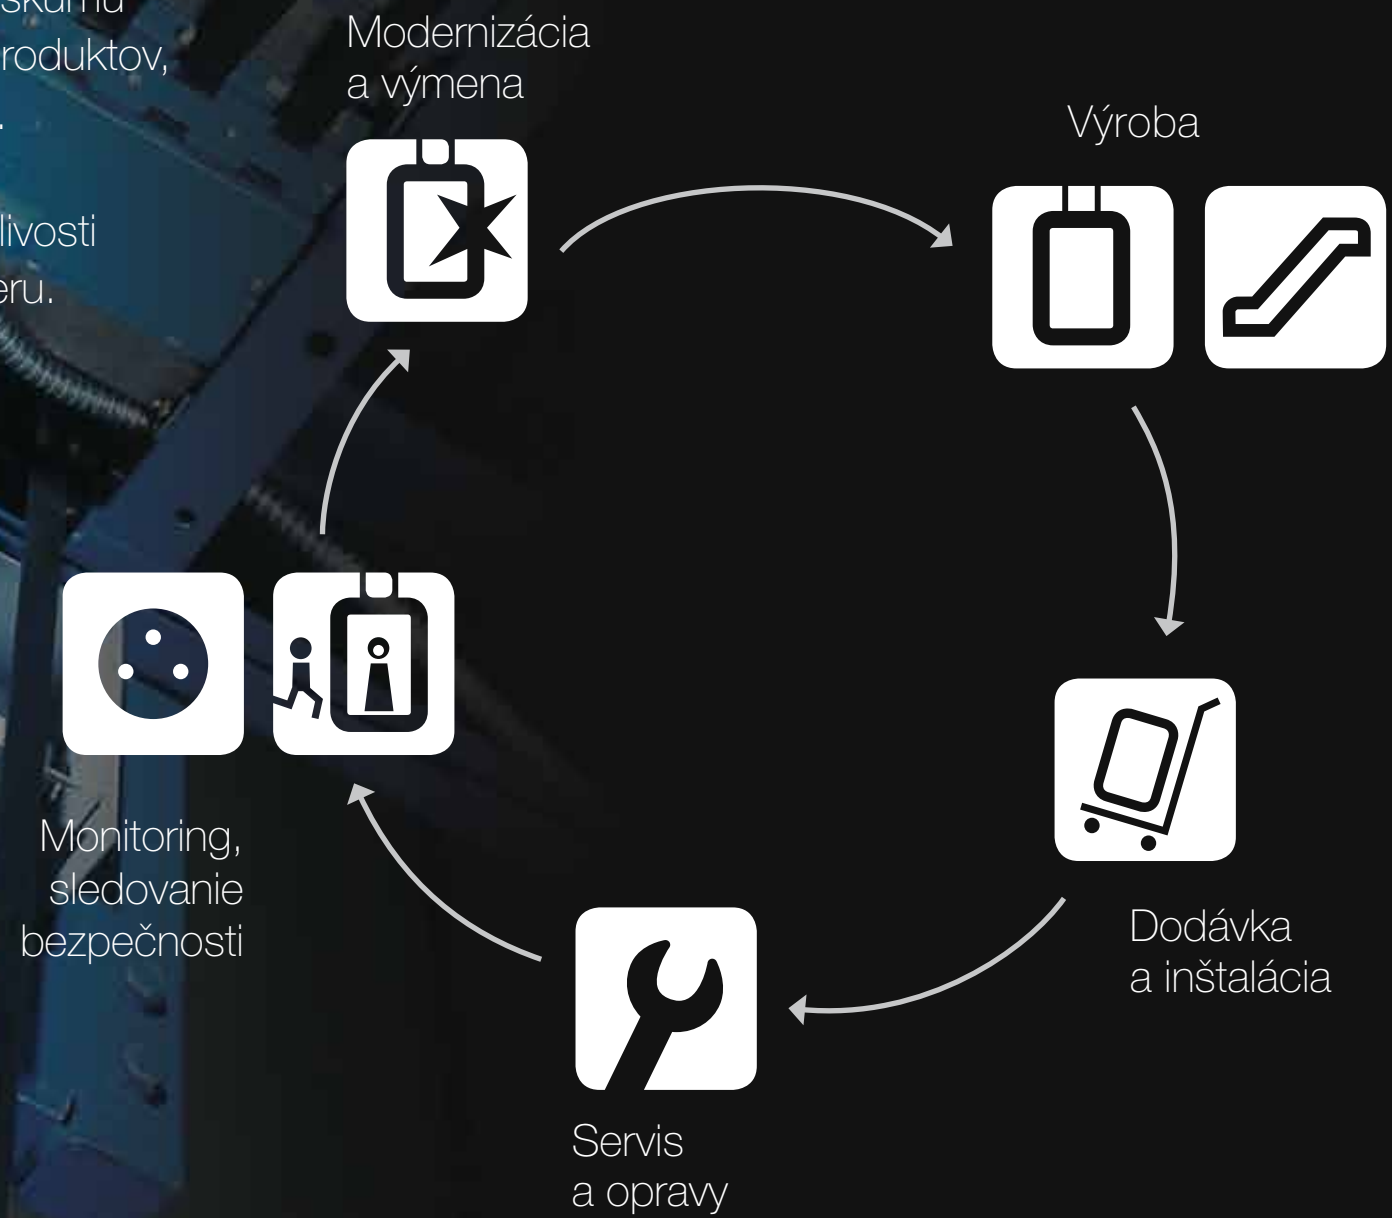 roduktov,
livosti
eru.
Modernizácia
a výmena
Výroba
Dodávka
a inštalácia
Servis
a opravy
Monitoring,
sledovanie
bezpečnosti